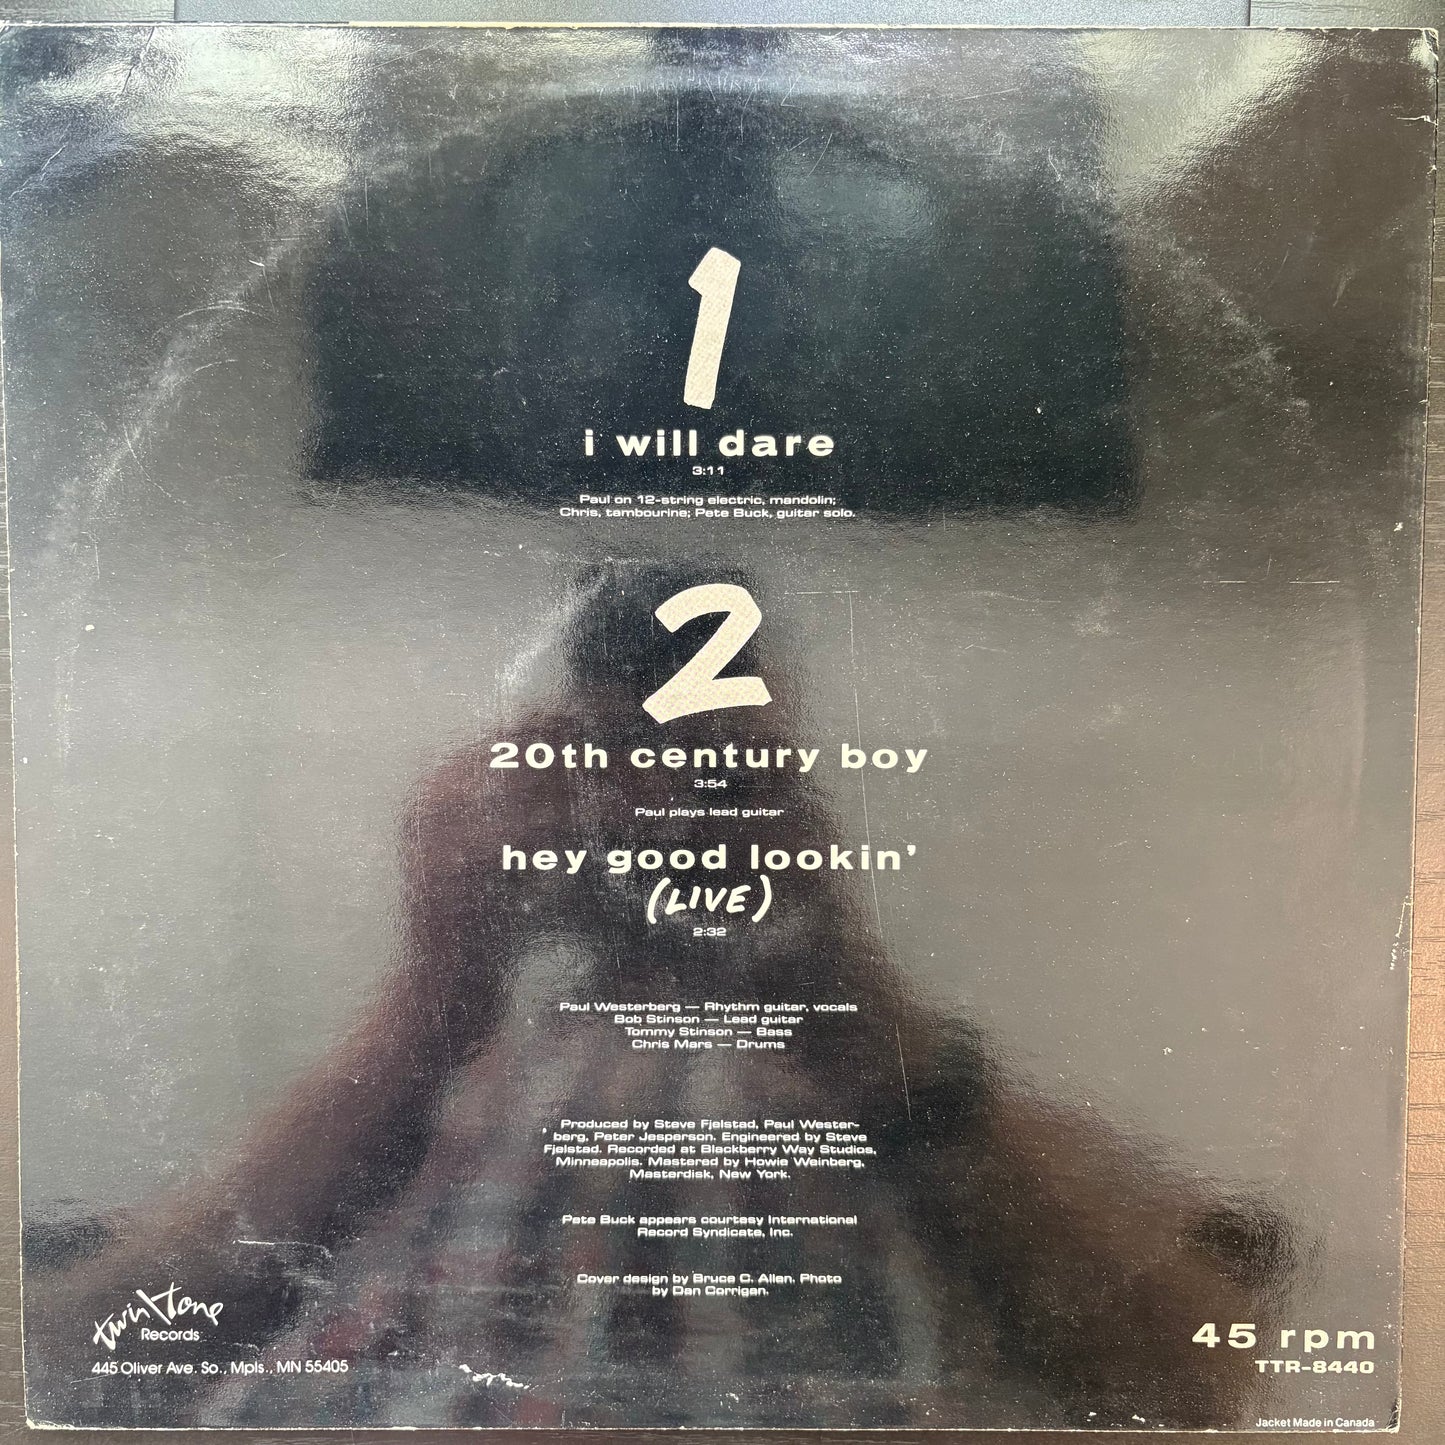 1
i will dare
3:11
Paul on 12-string electric, mandolin;
Chris, tambourine; Pete Buck, guitar solo.
2
20th century boy
3:54
Paul plays lead guitar
hey good lookin'
(LIVE)
2:32
Paul Westerberg — Rhythm guitar, vocals
Bob Stinson — Lead guitar
Tommy Stinson — Bass
Chris Mars — Drums
Produced by Steve Fjelstad, Paul Wester-
berg, Peter Jesperson. Engineered by Steve
Fjelstad. Recorded at Blackberry Way Studios,
Minneapolis. Mastered by Howie Weinberg,
Masterdisk, New York.
Pete Buck appears courtesy International
Record Syndicate, Inc.
Cover design by Bruce C. Allen. Photo
by Dan Corrigan.
twin/tone
Records
445 Oliver Ave. So., Mpls., MN 55405
45 rpm
TTR-8440
Jacket Made in Canada